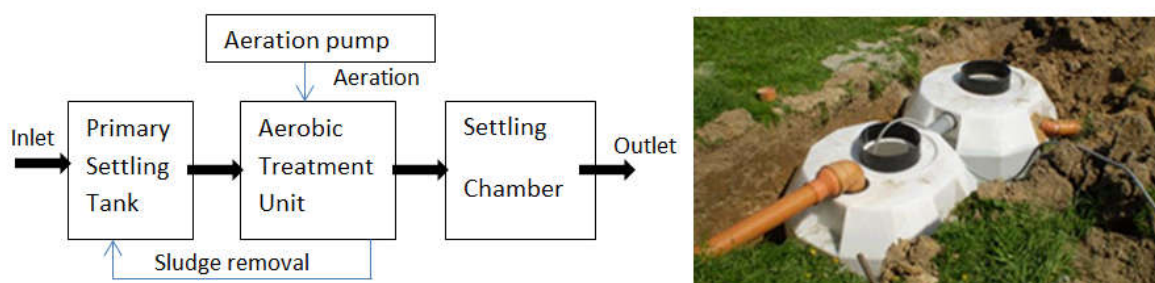 Aeration pump
Aeration
Inlet
Primary
Settling
Tank
Aerobic
Treatment
Unit
Settling
Chamber
Outlet
Sludge removal